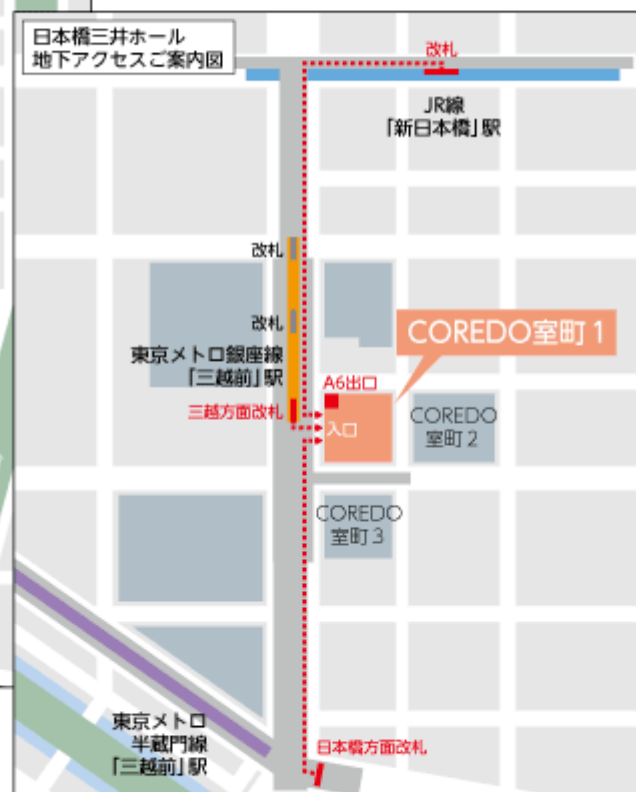 日本橋三井ホール
地下アクセスご案内図
改札
JR線
「新日本橋」駅
改札
改札
COREDO室町1
東京メトロ銀座線
「三越前」駅
A6出口
三越方面改札
入口
COREDO
室町2
COREDO
室町3
東京メトロ
半蔵門線
「三越前」駅
日本橋方面改札